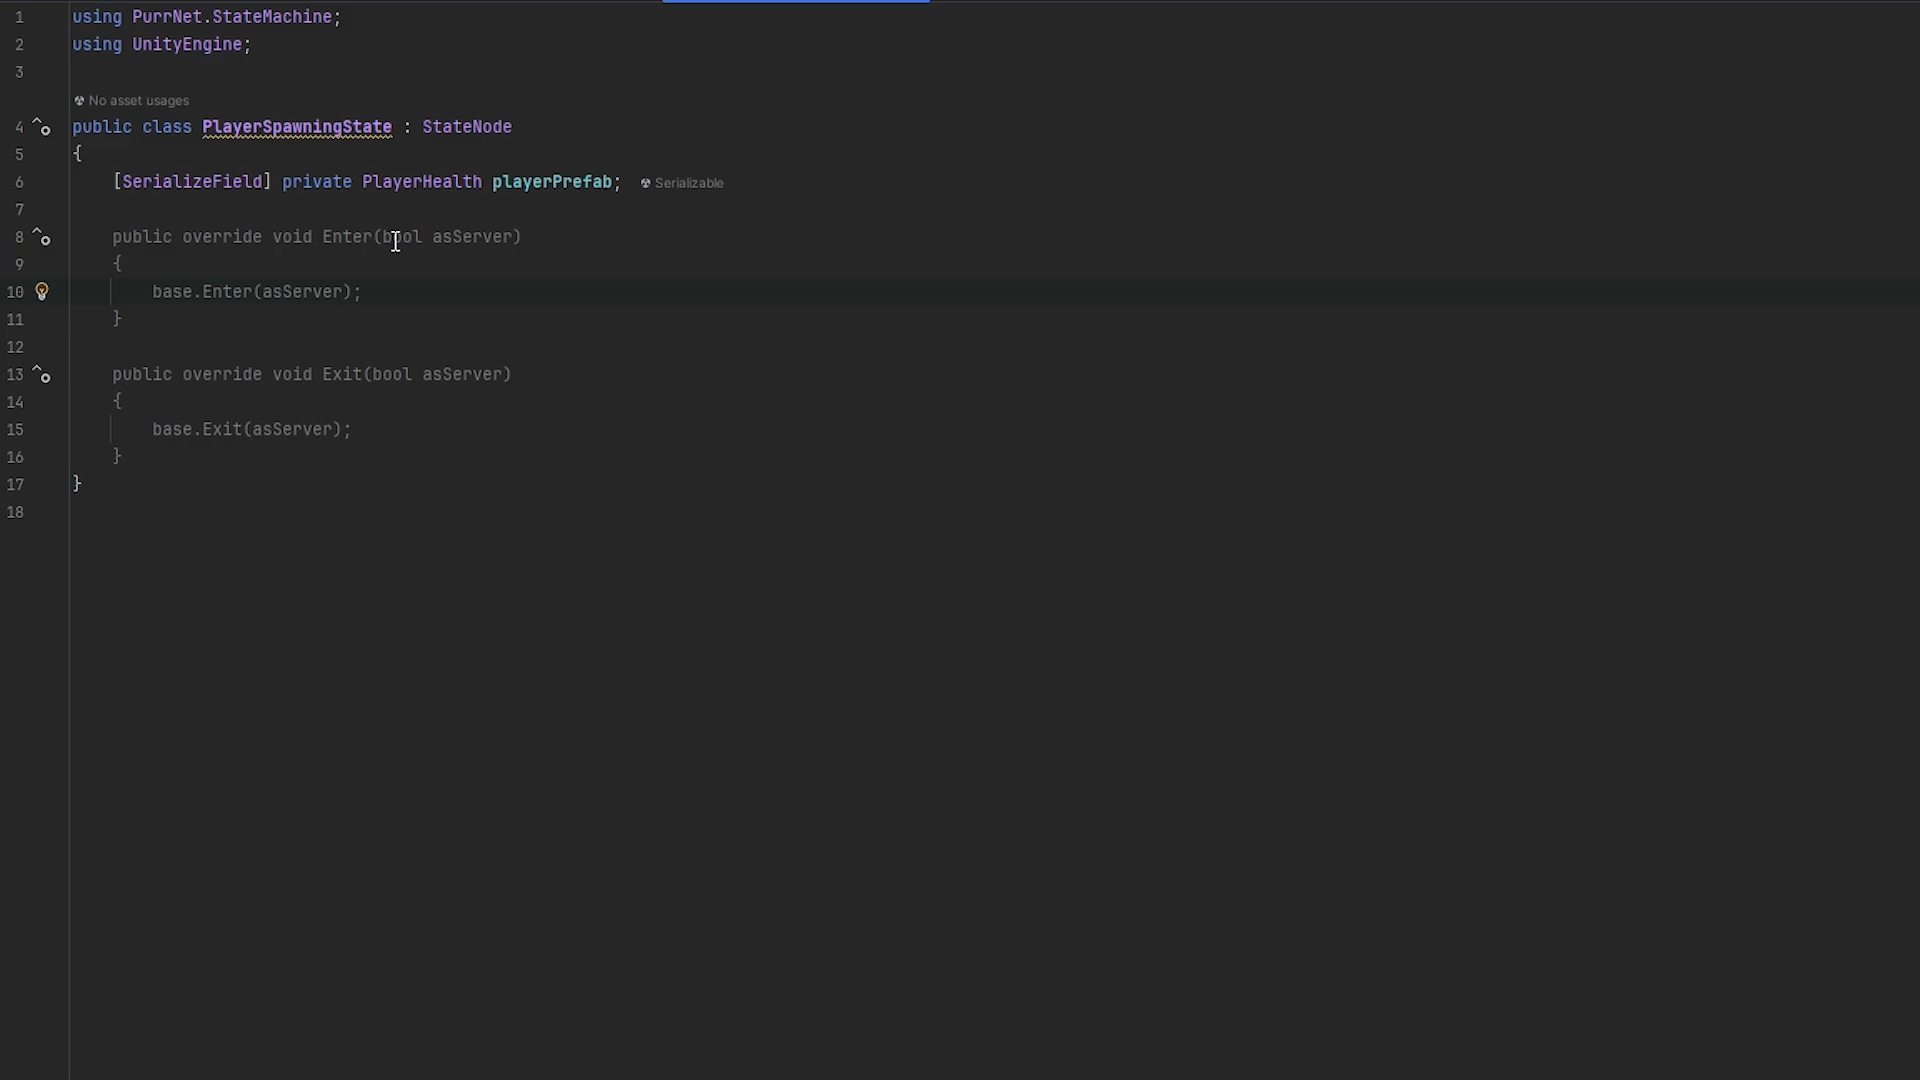 1 using PurrNet.StateMachine;
2 using UnityEngine;
3
No asset usages
4 public class PlayerSpawningState : StateNode
5 {
6 [SerializeField] private PlayerHealth playerPrefab; Serializable
7
8 public override void Enter(bool asServer)
9 {
10 base.Enter(asServer);
11 }
12
13 public override void Exit(bool asServer)
14 {
15 base.Exit(asServer);
16 }
17 }
18